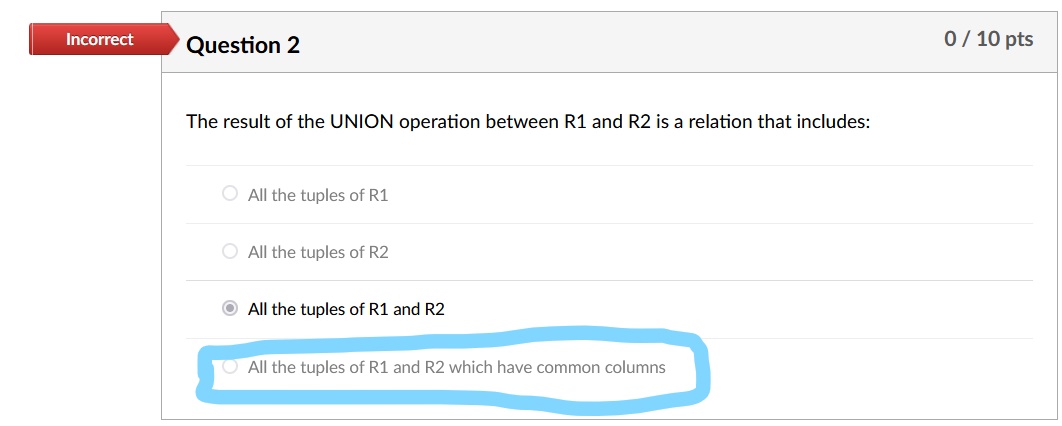 Incorrect
Question 2
0 / 10 pts
The result of the UNION operation between R1 and R2 is a relation that includes:
All the tuples of R1
All the tuples of R2
All the tuples of R1 and R2
All the tuples of R1 and R2 which have common columns